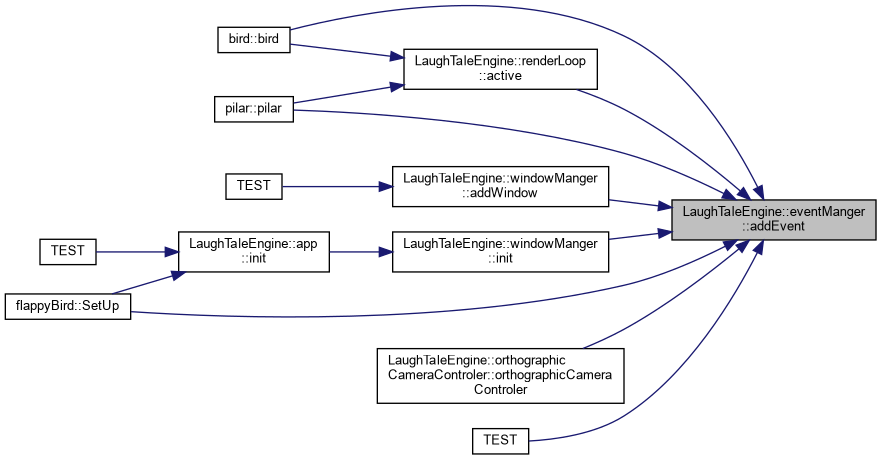 bird::bird
LaughTaleEngine::renderLoop
::active
pilar::pilar
TEST
LaughTaleEngine::windowManger
::addWindow
LaughTaleEngine::eventManger
::addEvent
TEST
LaughTaleEngine::app
::init
LaughTaleEngine::windowManger
::init
flappyBird::SetUp
LaughTaleEngine::orthographic
CameraControler::orthographicCamera
Controler
TEST